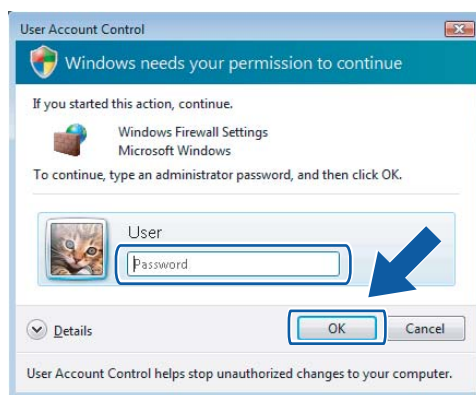 User Account Control
Windows needs your permission to continue
If you started this action, continue.
Windows Firewall Settings
Microsoft Windows
To continue, type an administrator password, and then click OK.
User
Password
Details
OK
Cancel
User Account Control helps stop unauthorized changes to your computer.